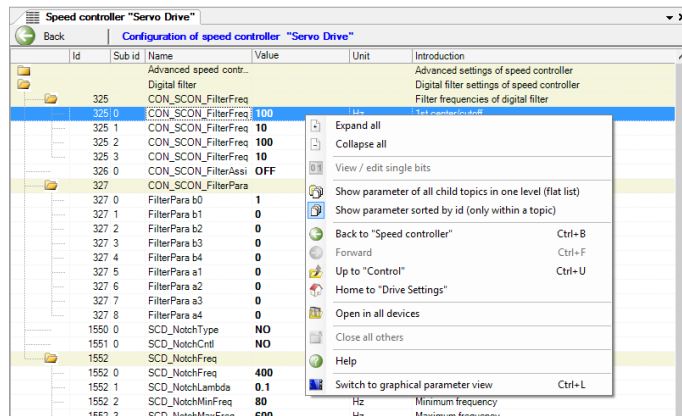 Speed controller "Servo Drive"
Back Configuration of speed controller "Servo Drive"
Id Sub id Name Value Unit Introduction
Advanced speed contr... Advanced settings of speed controller
Digital filter Digital filter settings of speed controller
325 CON_SCON_FilterFreq Filter frequencies of digital filter
325 0 CON_SCON_FilterFreq 100 Hz 1st center/cutoff
325 1 CON_SCON_FilterFreq 10
325 2 CON_SCON_FilterFreq 100
325 3 CON_SCON_FilterFreq 10
326 0 CON_SCON_FilterAssi OFF
327 CON_SCON_FilterPara
327 0 FilterPara b0 1
327 1 FilterPara b1 0
327 2 FilterPara b2 0
327 3 FilterPara b3 0
327 4 FilterPara b4 0
327 5 FilterPara a1 0
327 6 FilterPara a2 0
327 7 FilterPara a3 0
327 8 FilterPara a4 0
1550 0 SCD_NotchType NO
1551 0 SCD_NotchCntl NO
1552 SCD_NotchFreq
1552 0 SCD_NotchFreq 400
1552 1 SCD_NotchLambda 0.1
1552 2 SCD_NotchMinFreq 80 Hz Minimum frequency
1552 3 SCD_NotchMaxFreq 600 Hz Maximum frequency
Expand all
Collapse all
View / edit single bits
Show parameter of all child topics in one level (flat list)
Show parameter sorted by id (only within a topic)
Back to "Speed controller" Ctrl+B
Forward Ctrl+F
Up to "Control" Ctrl+U
Home to "Drive Settings"
Open in all devices
Close all others
Help
Switch to graphical parameter view Ctrl+L